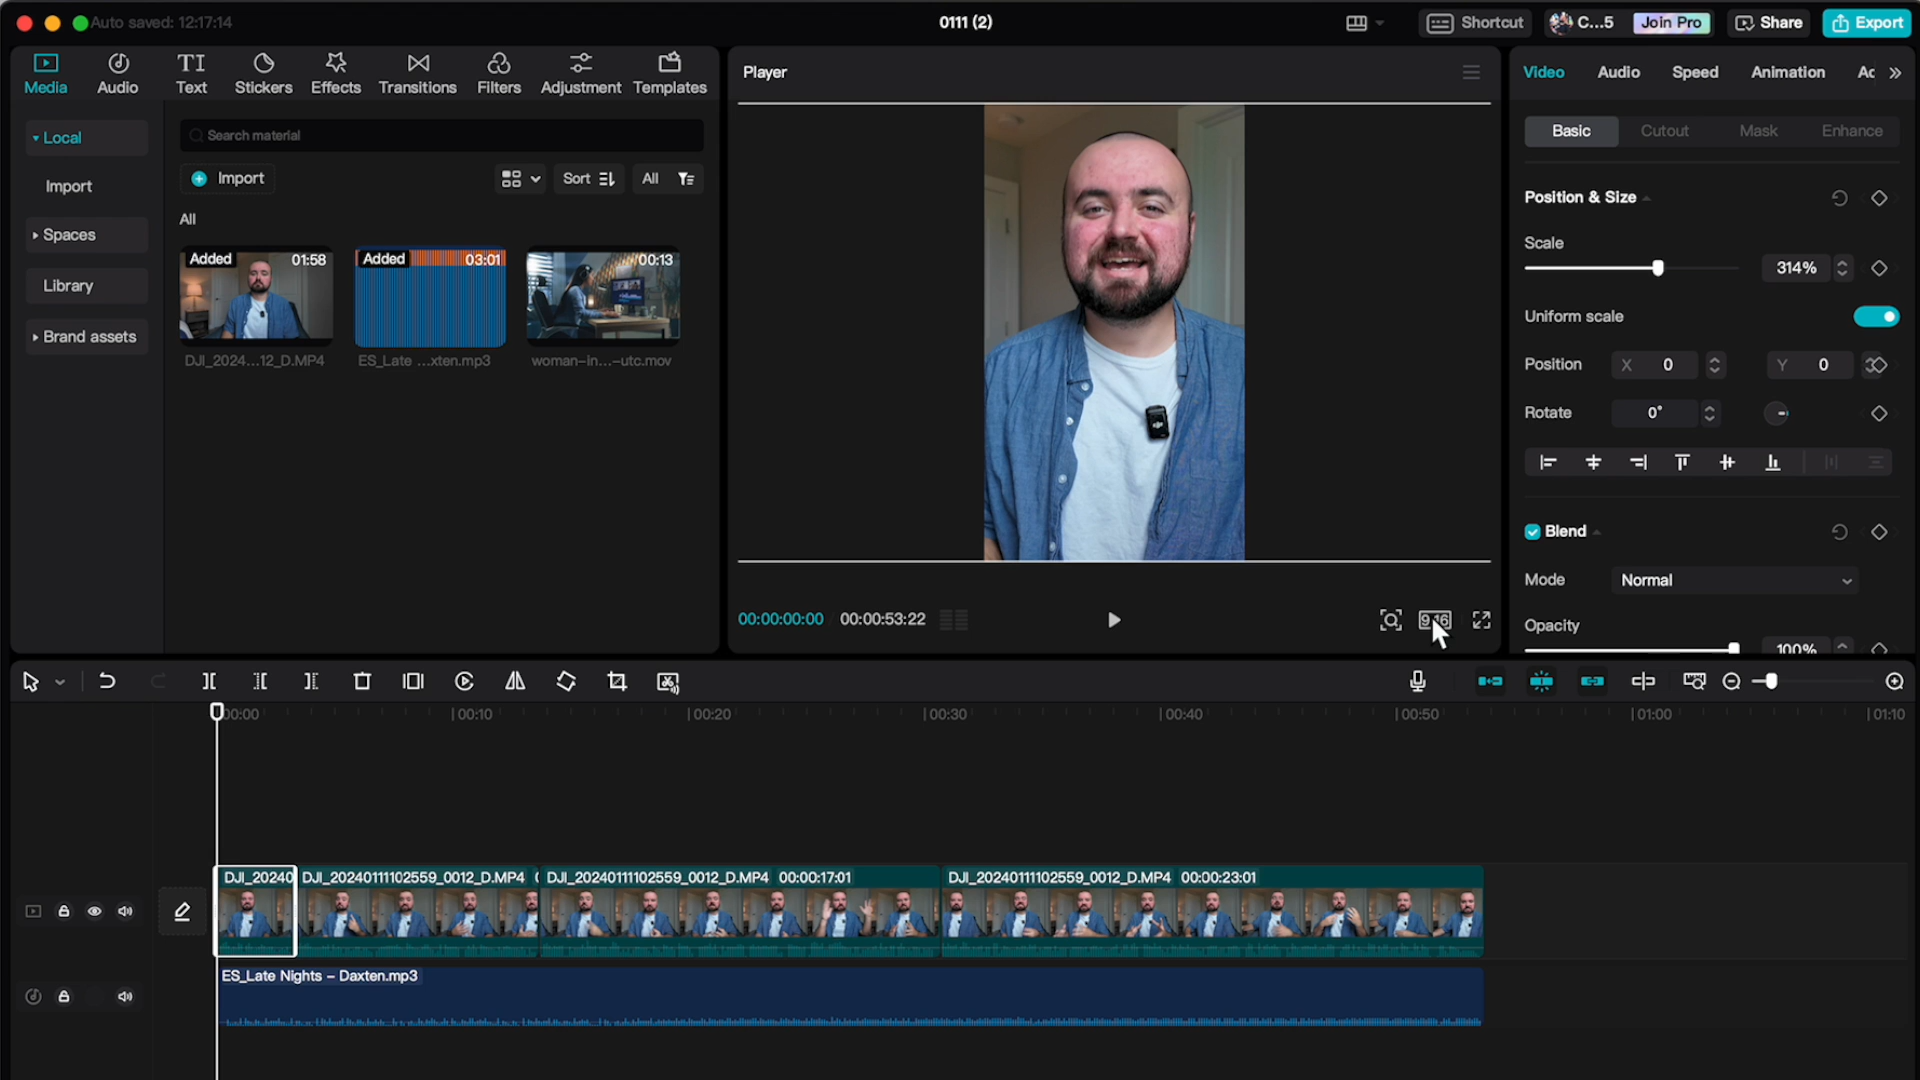 Auto saved: 12:17:14
0111 (2)
Shortcut
C...5
Join Pro
Share
Export
Media
Audio
TI
Text
Stickers
Effects
Transitions
Filters
Adjustment
Templates
Local
Import
Spaces
Library
Brand assets
Search material
Import
Sort
All
All
Added
01:58
DJI_2024...12_D.MP4
Added
03:01
ES_Late ...xten.mp3
00:13
woman-in...-utc.mov
Player
00:00:00:00
00:00:53:22
9:16
Video
Audio
Speed
Animation
Basic
Cutout
Mask
Enhance
Position & Size
Scale
314%
Uniform scale
Position
X
0
Y
0
Rotate
0°
Blend
Mode
Normal
Opacity
100%
00:00
00:10
00:20
00:30
00:40
00:50
01:00
01:10
DJI_20240
DJI_20240111102559_0012_D.MP4
DJI_20240111102559_0012_D.MP4 00:00:17:01
DJI_20240111102559_0012_D.MP4 00:00:23:01
ES_Late Nights – Daxten.mp3